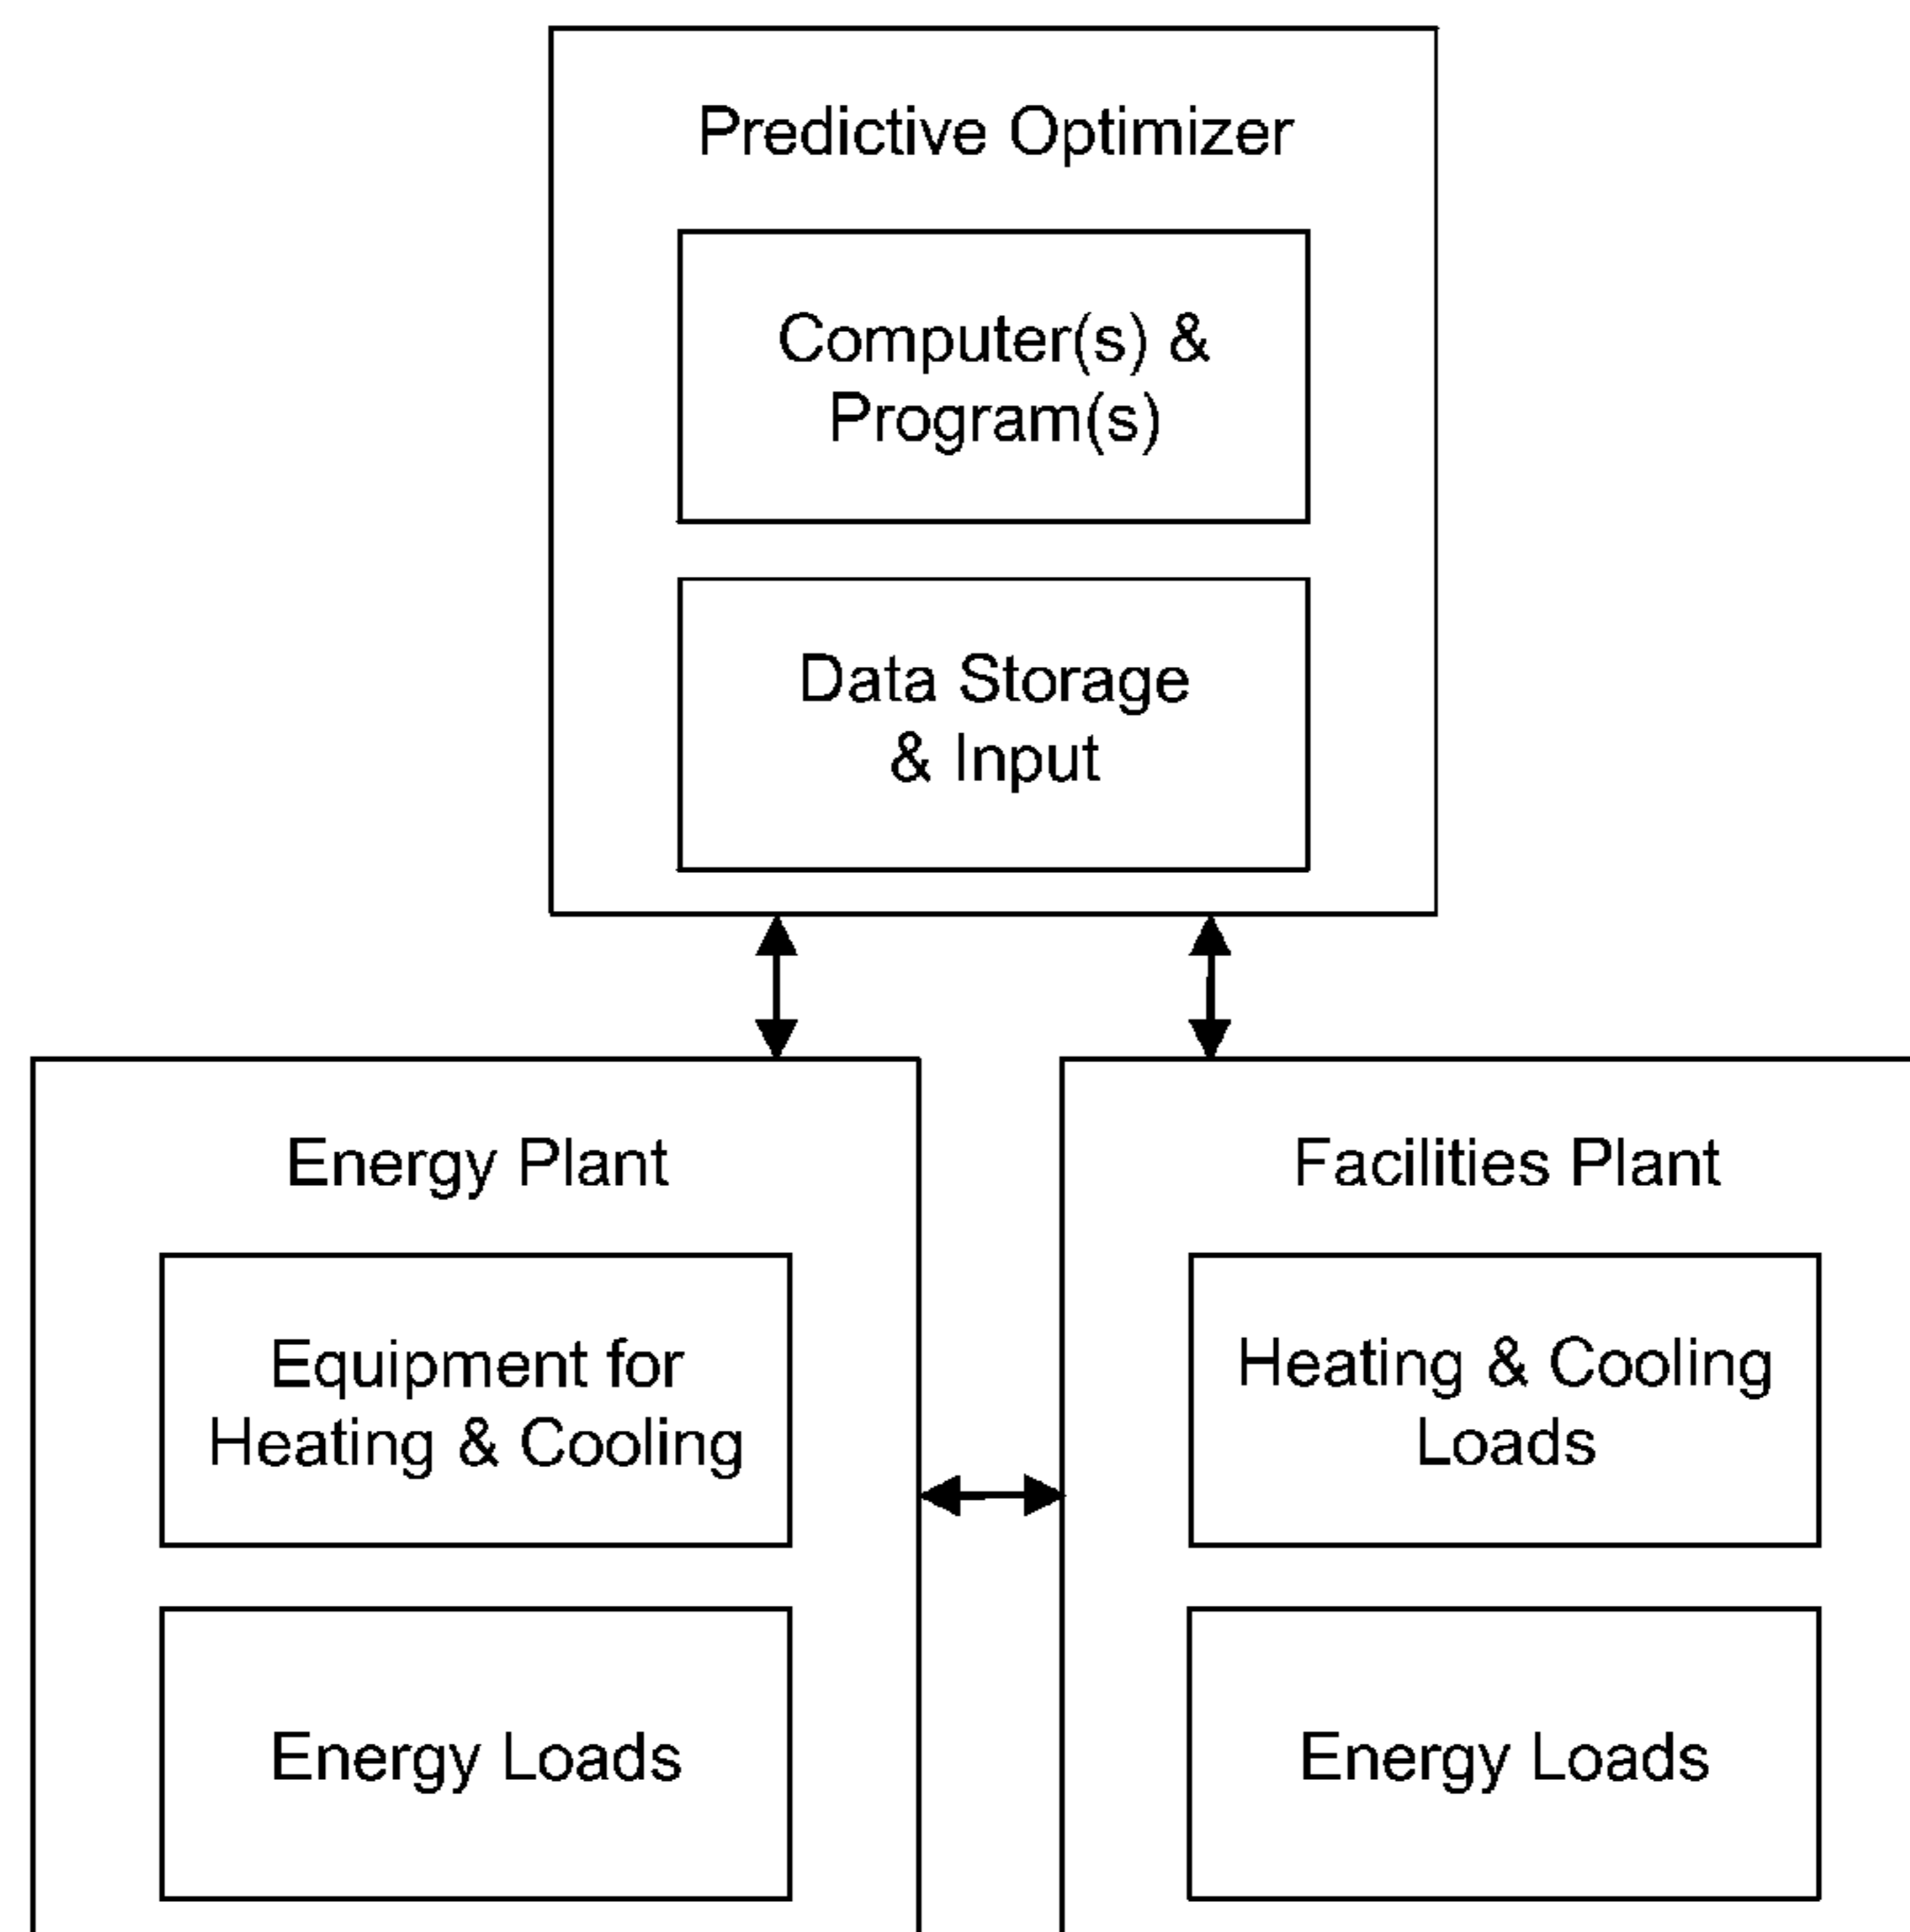 Predictive Optimizer
Computer(s) &
Program(s)
Data Storage
& Input
Energy Plant
Equipment for
Heating & Cooling
Energy Loads
Facilities Plant
Heating & Cooling
Loads
Energy Loads